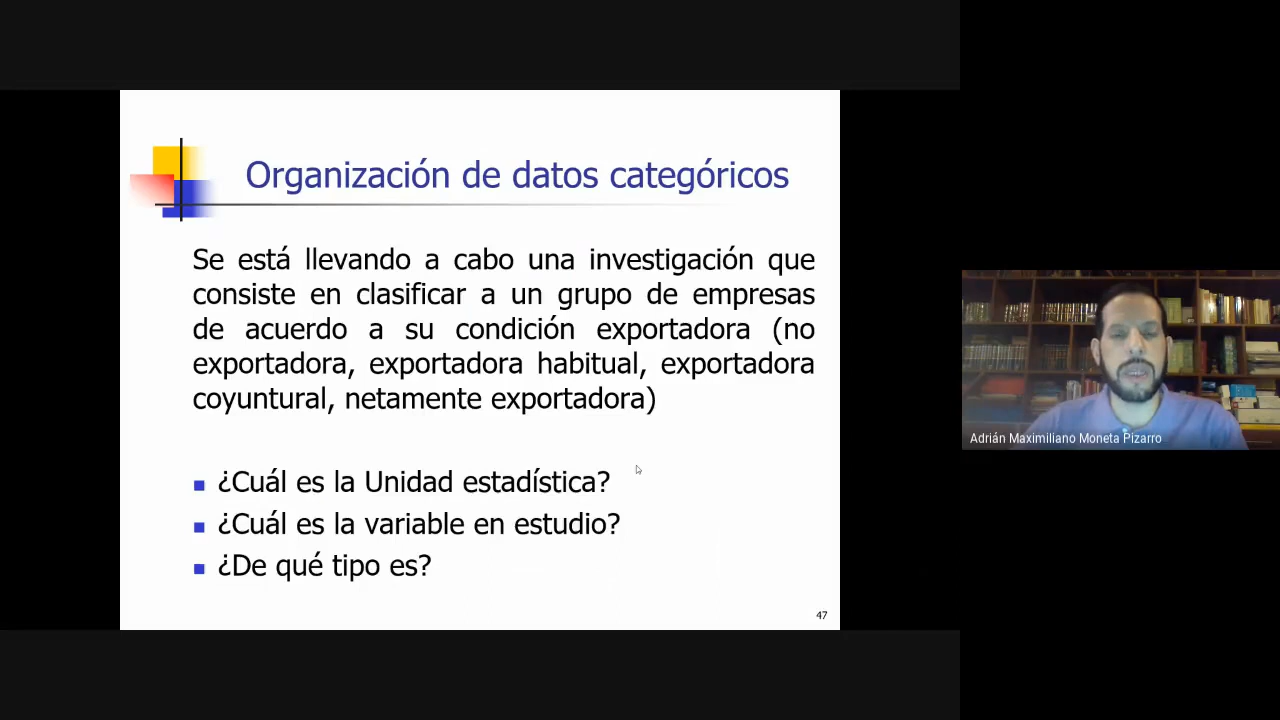 Organización de datos categóricos
Se está llevando a cabo una investigación que
consiste en clasificar a un grupo de empresas
de acuerdo a su condición exportadora (no
exportadora, exportadora habitual, exportadora
coyuntural, netamente exportadora)
¿Cuál es la Unidad estadística?
¿Cuál es la variable en estudio?
¿De qué tipo es?
47
Adrián Maximiliano Moneta Pizarro